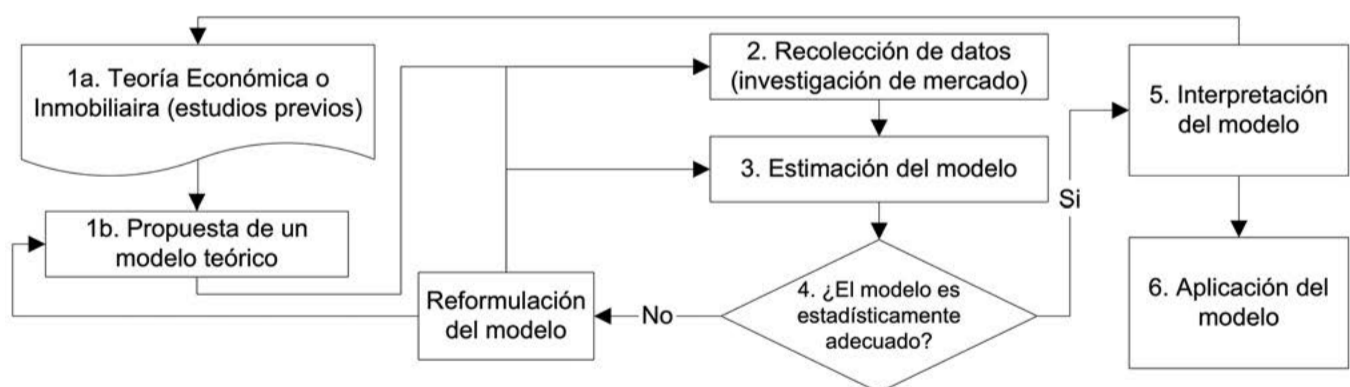 1a. Teoría Económica o
Inmobiliaira (estudios previos)
1b. Propuesta de un
modelo teórico
Reformulación
del modelo
No
2. Recolección de datos
(investigación de mercado)
3. Estimación del modelo
4. ¿El modelo es
estadísticamente
adecuado?
Si
5. Interpretación
del modelo
6. Aplicación del
modelo